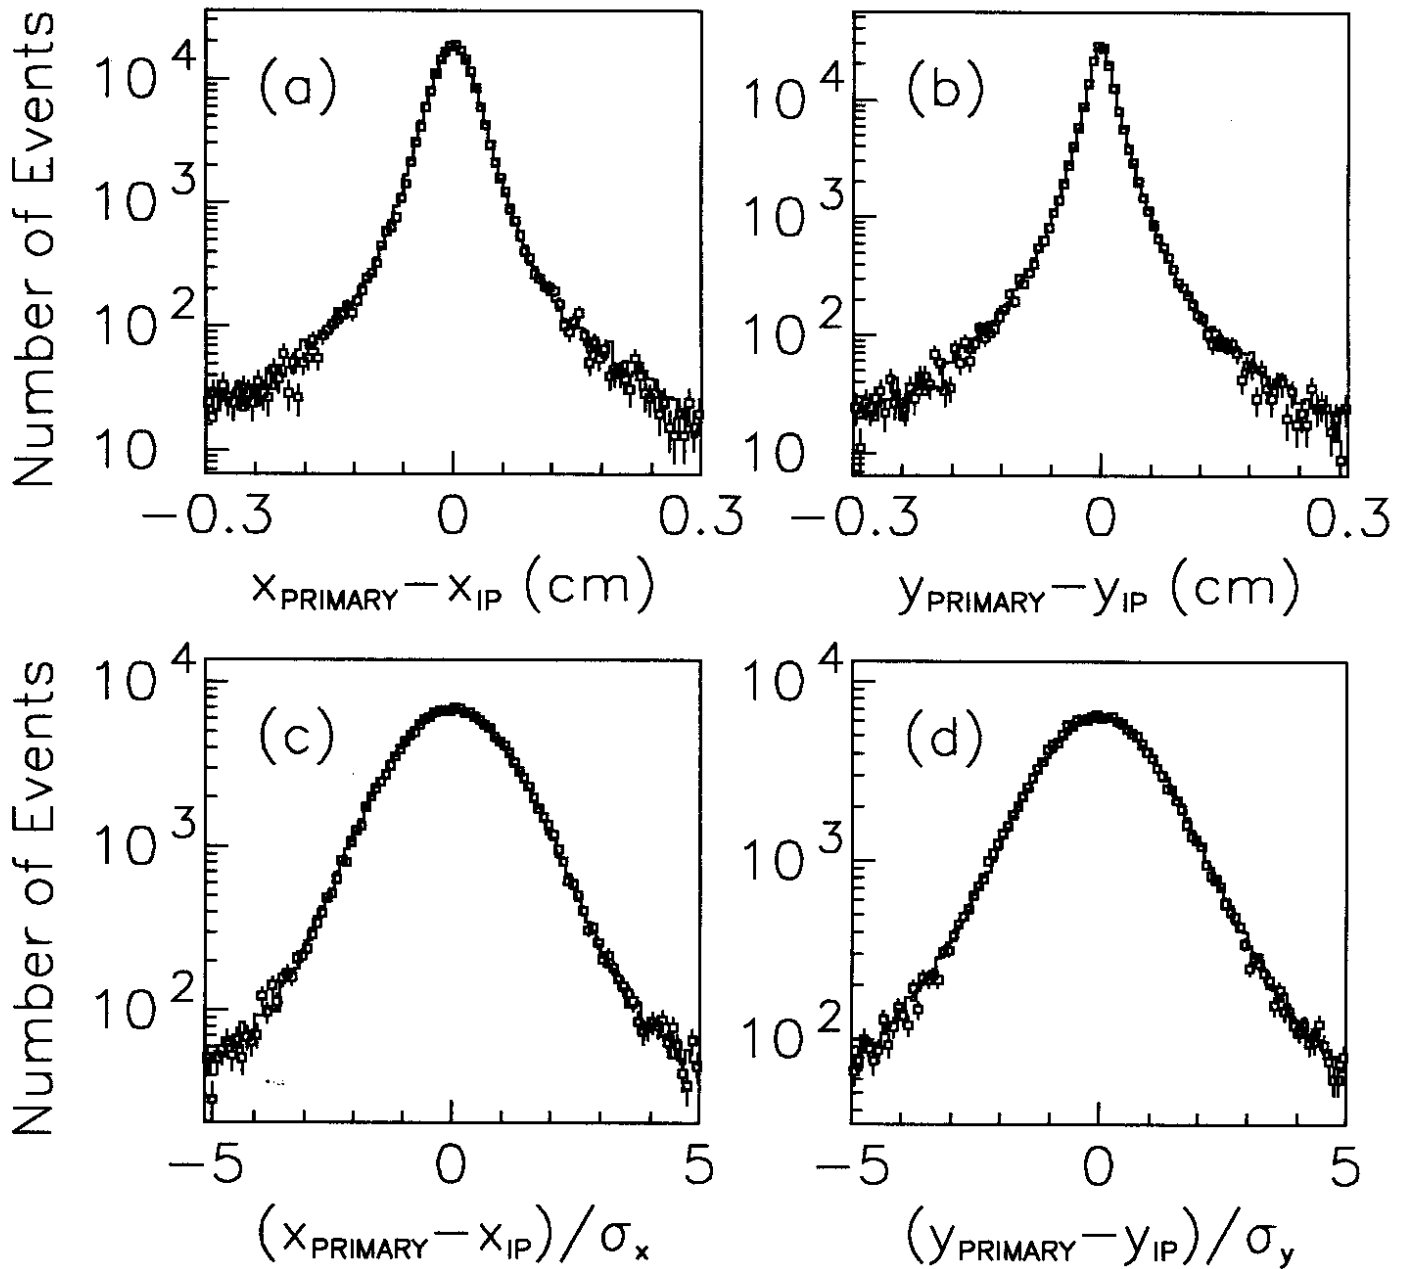 Number of Events
10^4
10^3
10^2
10
(a)
-0.3
0
0.3
x_PRIMARY-x_IP (cm)
10^4
10^3
10^2
10
(b)
-0.3
0
0.3
y_PRIMARY-y_IP (cm)
Number of Events
10^4
10^3
10^2
(c)
-5
0
5
(x_PRIMARY-x_IP)/σ_x
10^4
10^3
10^2
(d)
-5
0
5
(y_PRIMARY-y_IP)/σ_y